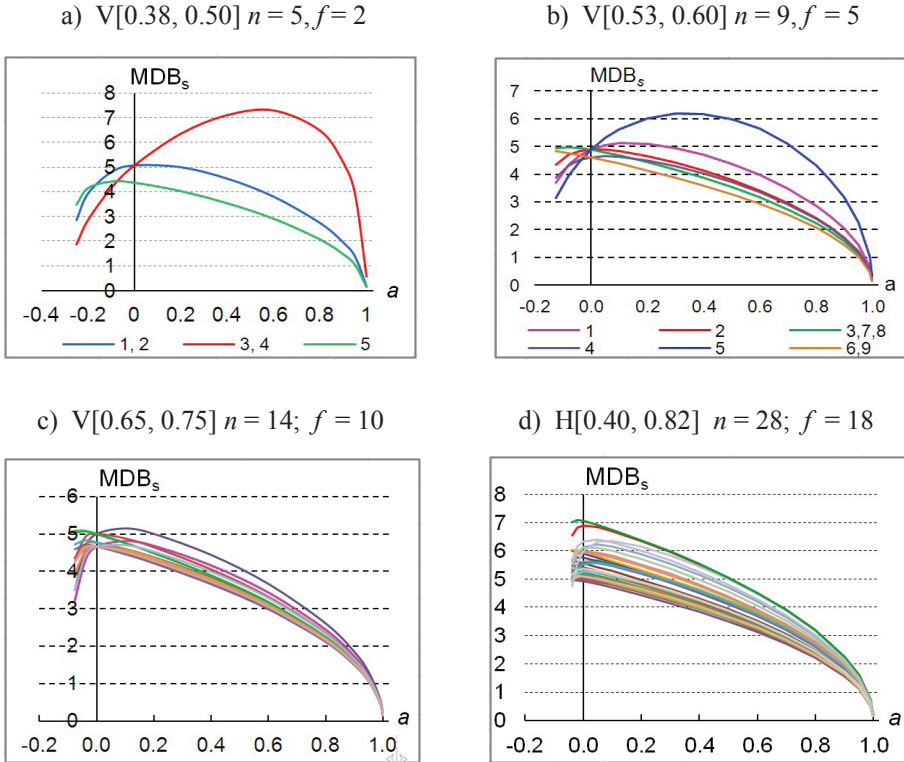 a) V[0.38, 0.50] n = 5, f = 2
MDBs
8
7
6
5
4
3
2
1
0
a
-0.4 -0.2 0 0.2 0.4 0.6 0.8 1
1, 2 3, 4 5
b) V[0.53, 0.60] n = 9, f = 5
MDBs
7
6
5
4
3
2
1
0
a
-0.2 0.0 0.2 0.4 0.6 0.8 1.0
1 2 3,7,8
4 5 6,9
c) V[0.65, 0.75] n = 14; f = 10
MDBs
6
5
4
3
2
1
0
a
-0.2 0.0 0.2 0.4 0.6 0.8 1.0
d) H[0.40, 0.82] n = 28; f = 18
MDBs
8
7
6
5
4
3
2
1
0
a
-0.2 0.0 0.2 0.4 0.6 0.8 1.0